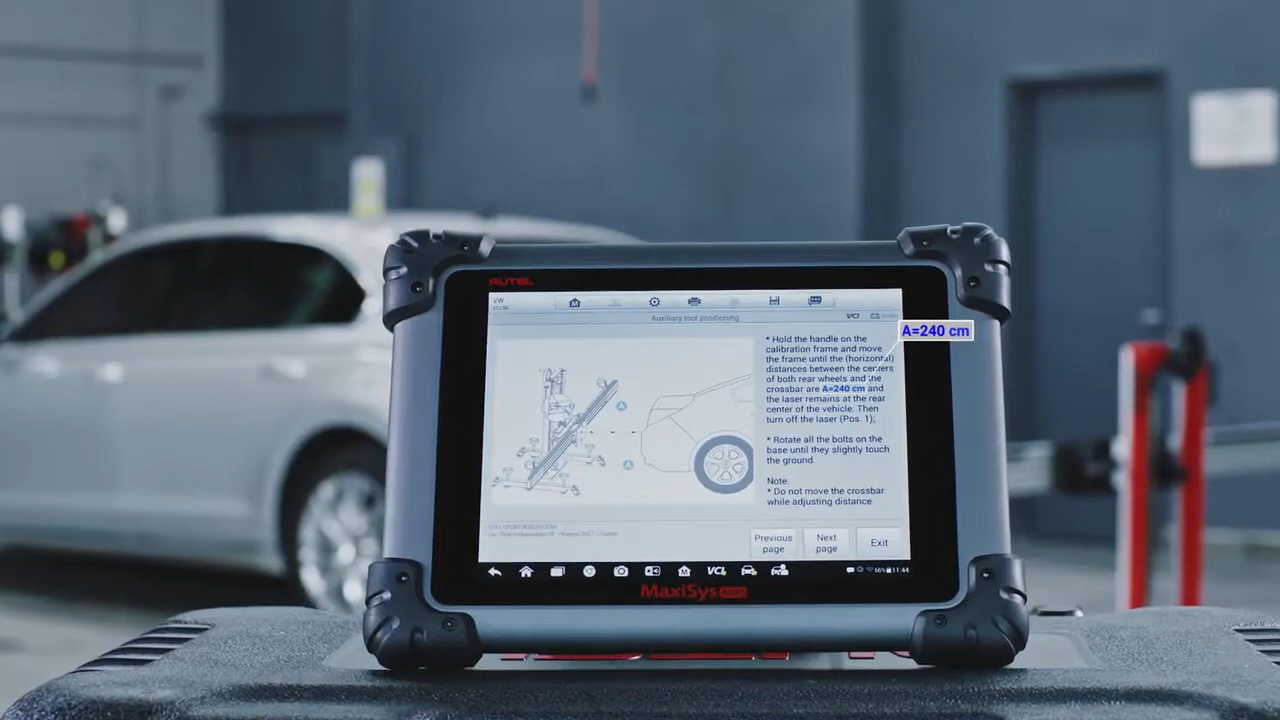 AUTEL
VW
Auxiliary tool positioning
VCI
A=240 cm
* Hold the handle on the
calibration frame and move
the frame until the (horizontal)
distances between the centers
of both rear wheels and the
crossbar are A=240 cm and
the laser remains at the rear
center of the vehicle. Then
turn off the laser (Pos. 1);
* Rotate all the bolts on the
base until they slightly touch
the ground.
Note:
* Do not move the crossbar
while adjusting distance
A
A
Previous
page
Next
page
Exit
VCI
66%
11:44
MaxiSys